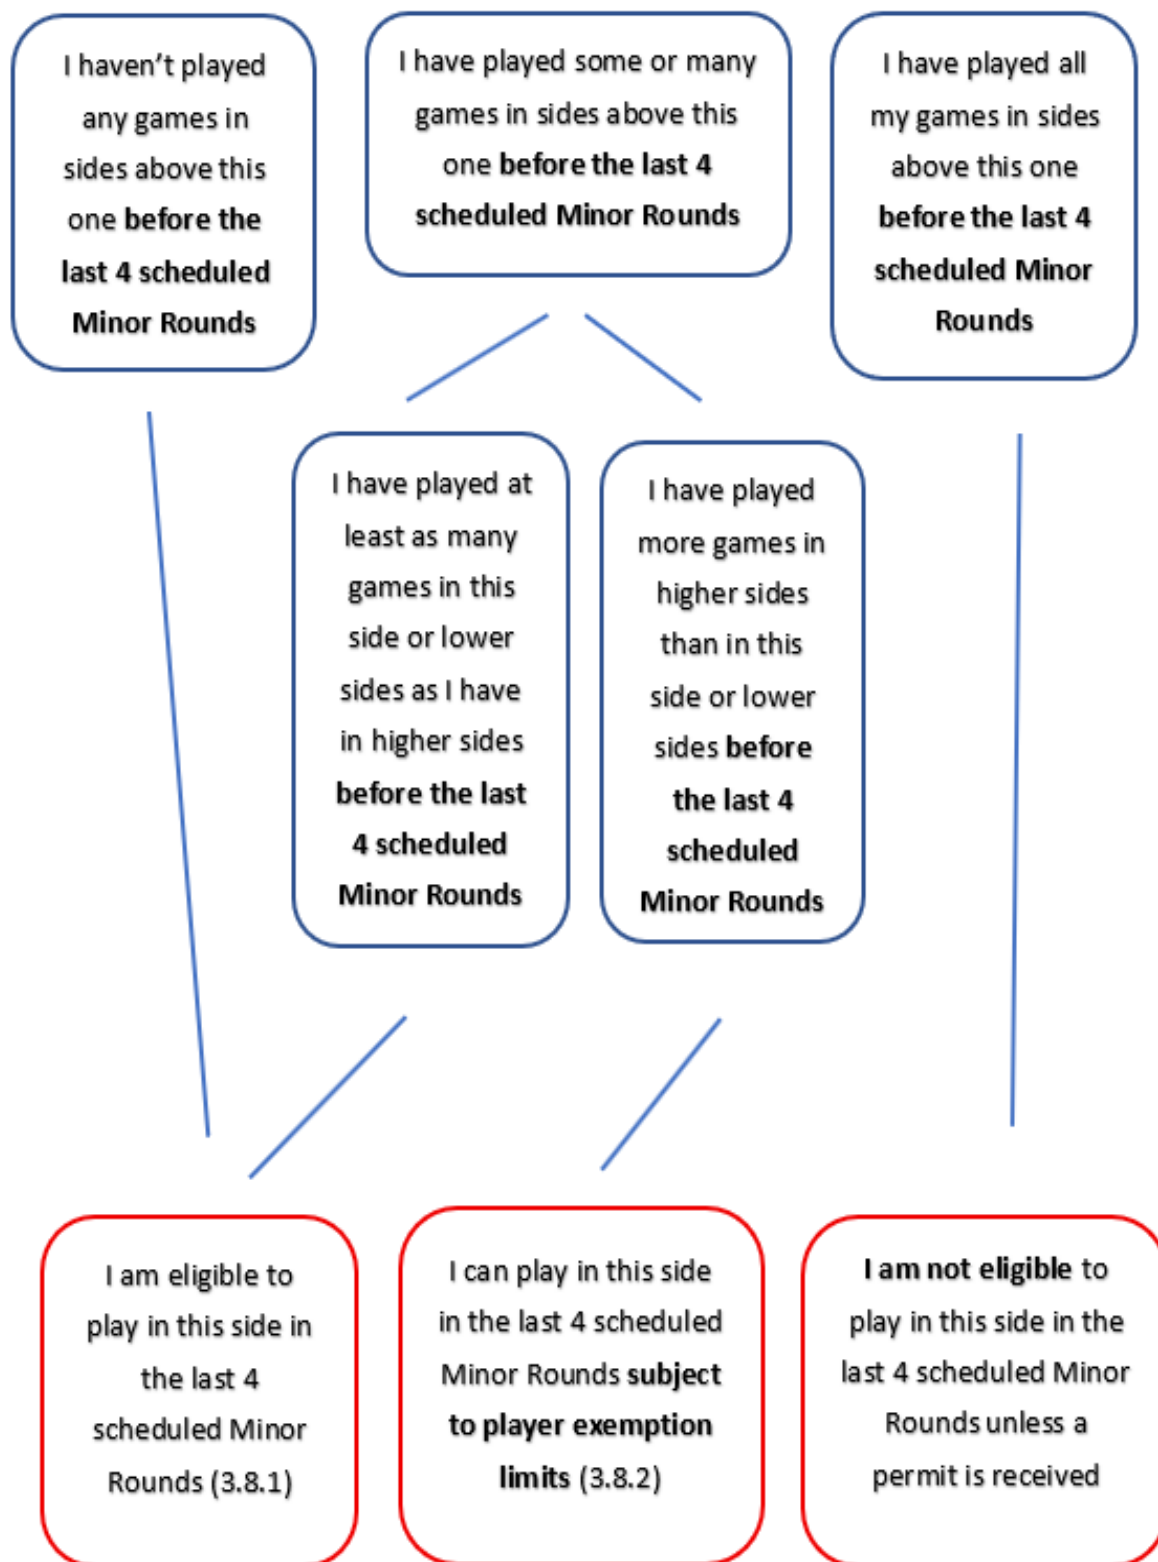 I haven’t played
any games in
sides above this
one before the
last 4 scheduled
Minor Rounds
I have played some or many
games in sides above this
one before the last 4
scheduled Minor Rounds
I have played all
my games in sides
above this one
before the last 4
scheduled Minor
Rounds
I have played at
least as many
games in this
side or lower
sides as I have
in higher sides
before the last
4 scheduled
Minor Rounds
I have played
more games in
higher sides
than in this
side or lower
sides before
the last 4
scheduled
Minor Rounds
I am eligible to
play in this side in
the last 4
scheduled Minor
Rounds (3.8.1)
I can play in this side
in the last 4 scheduled
Minor Rounds subject
to player exemption
limits (3.8.2)
I am not eligible to
play in this side in the
last 4 scheduled Minor
Rounds unless a
permit is received